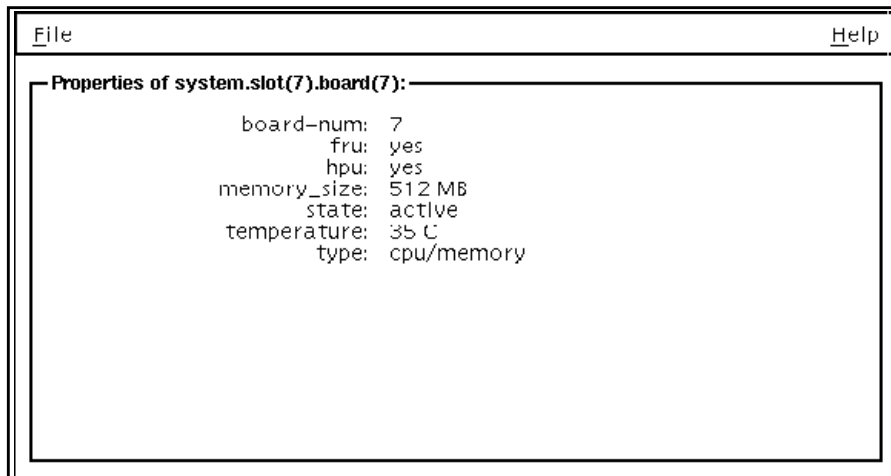 File Help
Properties of system.slot(7).board(7):
board-num: 7
fru: yes
hpu: yes
memory_size: 512 MB
state: active
temperature: 35 C
type: cpu/memory